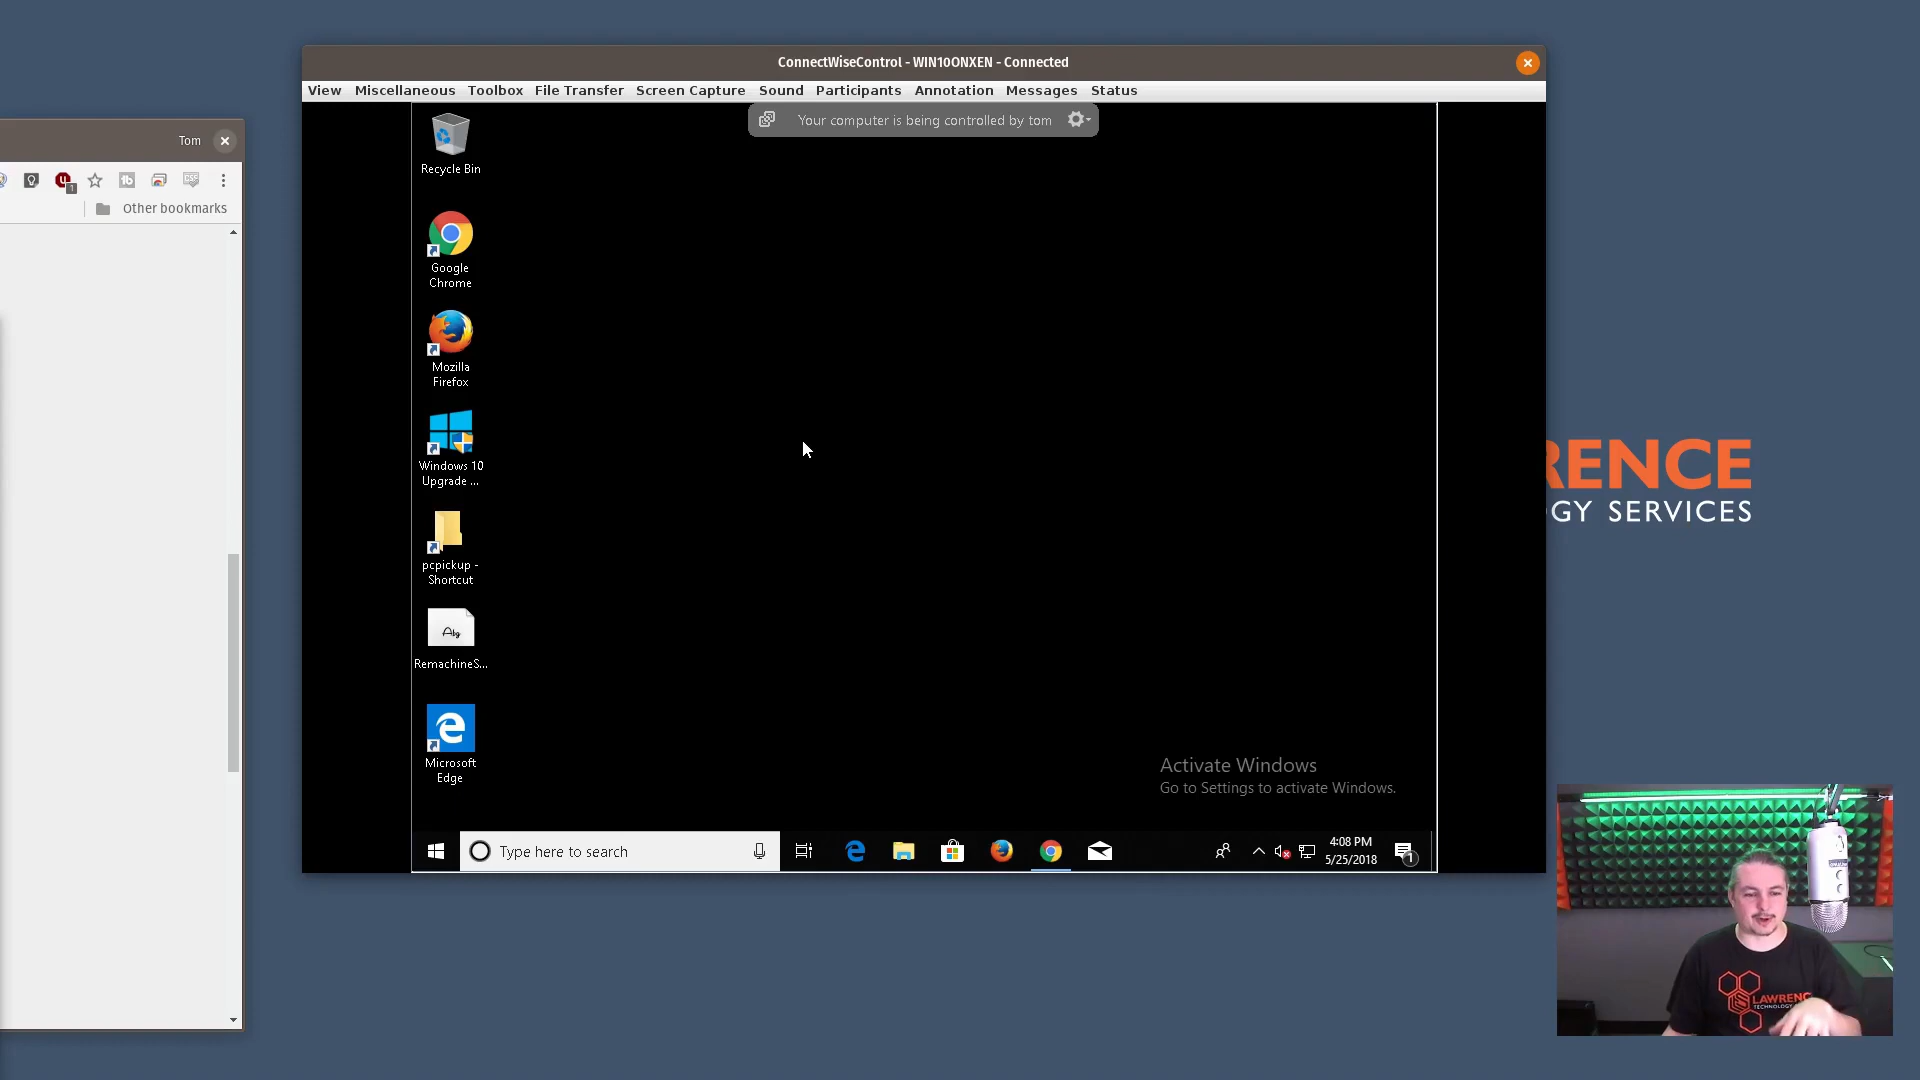 ConnectWiseControl - WIN10ONXEN - Connected
View Miscellaneous Toolbox File Transfer Screen Capture Sound Participants Annotation Messages Status
Your computer is being controlled by tom
Tom
Other bookmarks
Recycle Bin
Google
Chrome
Mozilla
Firefox
Windows 10
Upgrade ...
pcpickup -
Shortcut
RemachineS...
Microsoft
Edge
RENCE
GY SERVICES
Activate Windows
Go to Settings to activate Windows.
Type here to search
4:08 PM
5/25/2018
1
LAWRENC